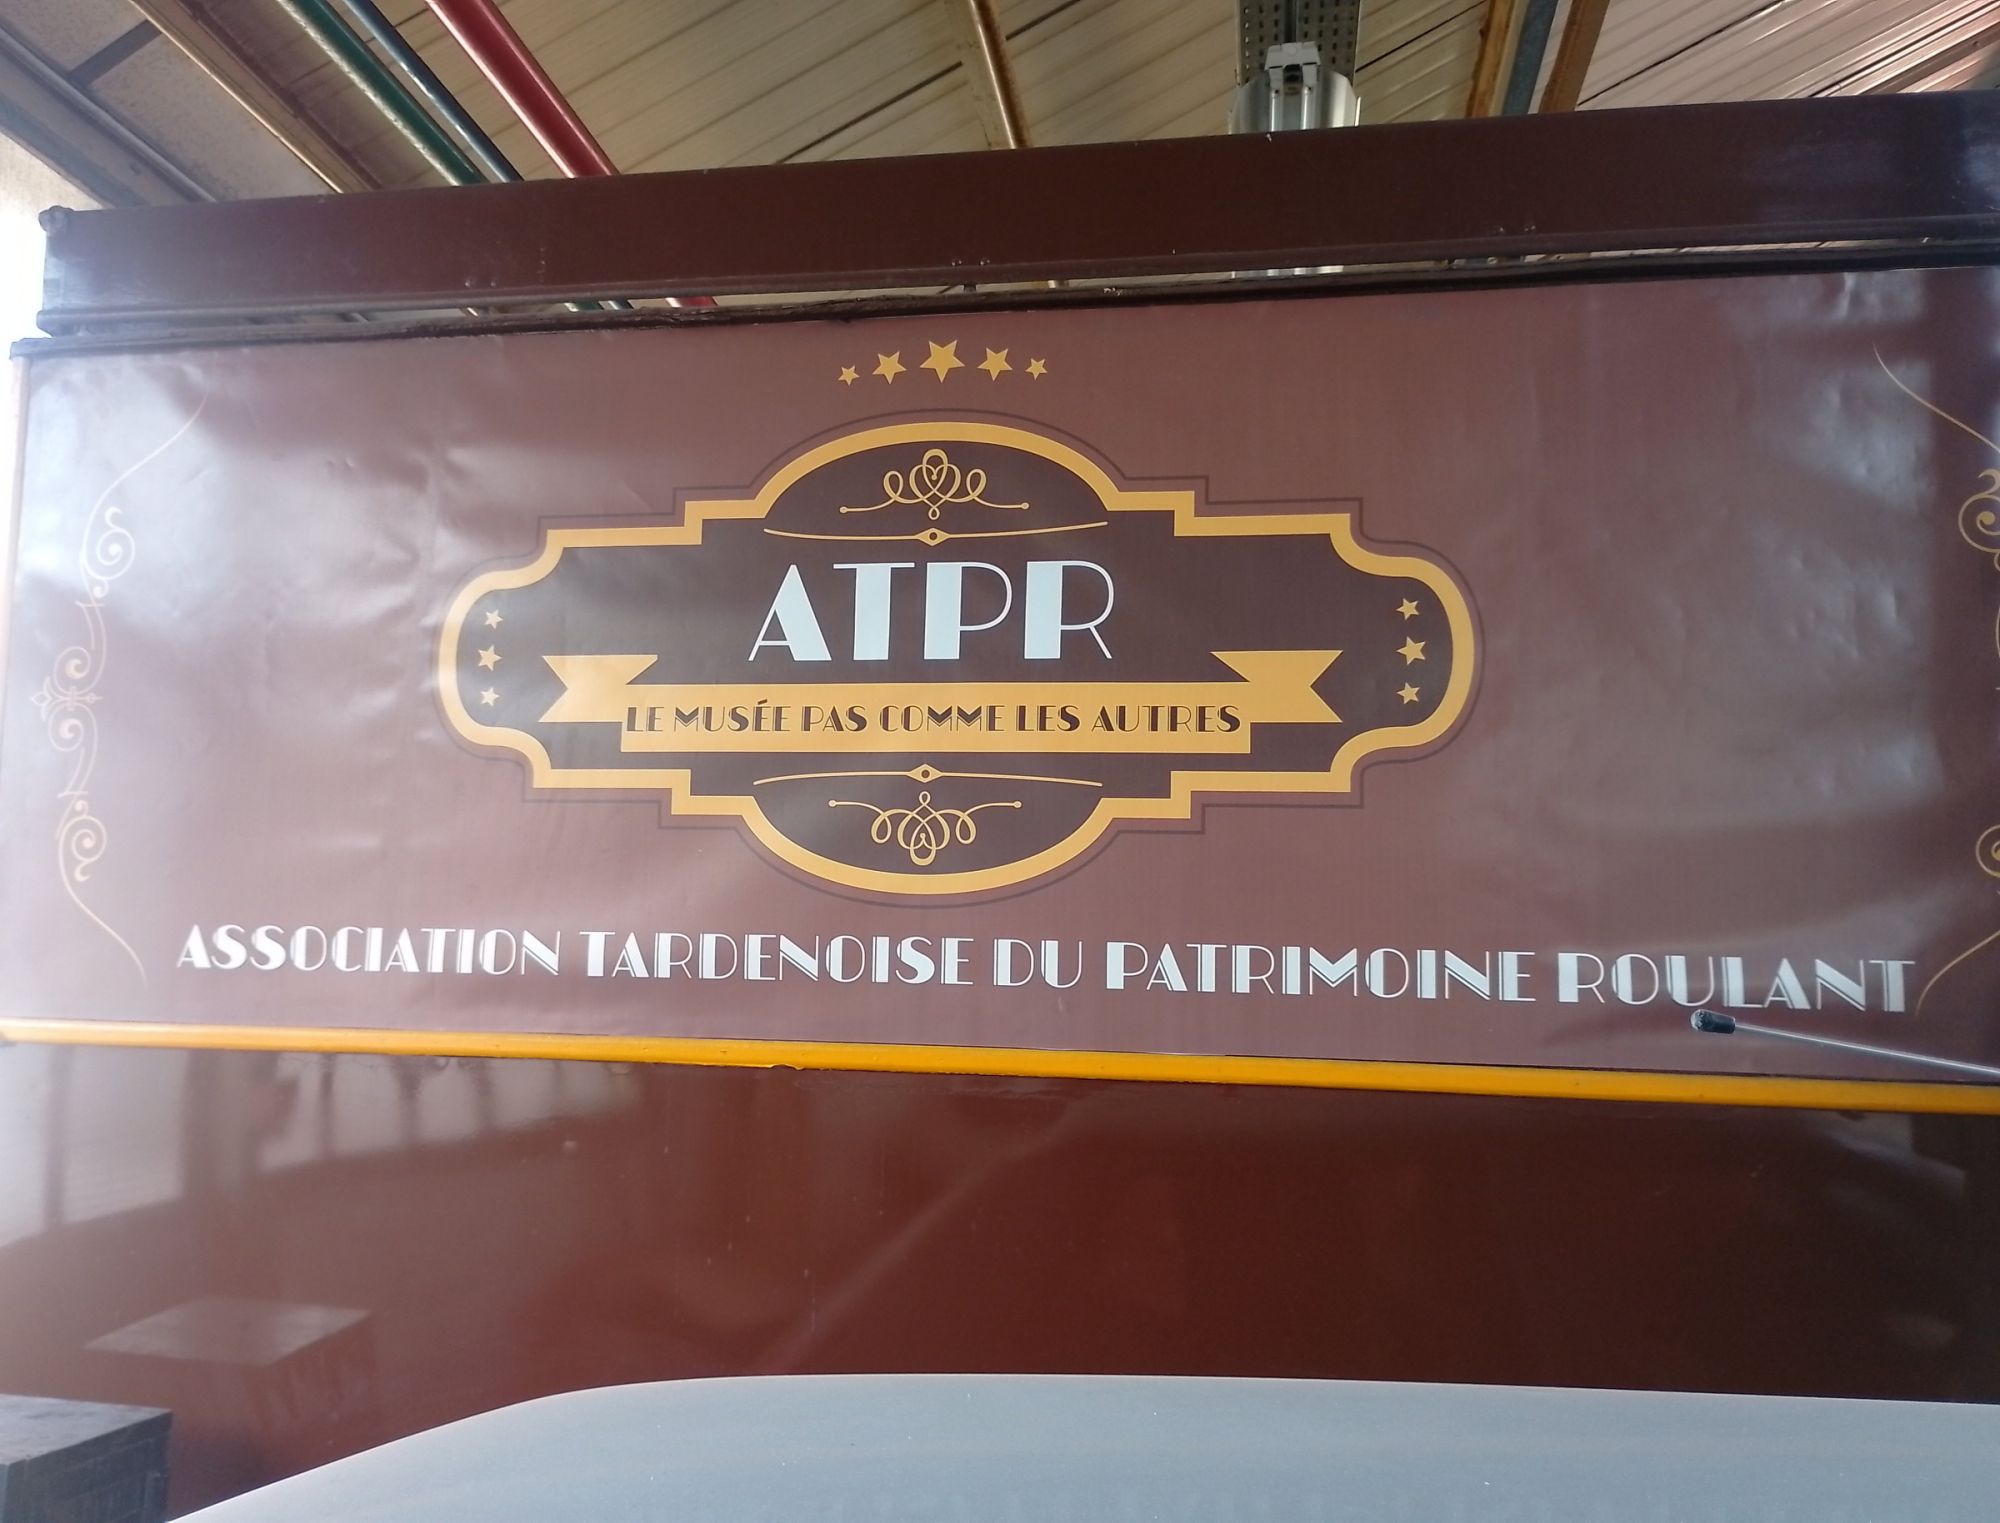 ATPR
LE MUSÉE PAS COMME LES AUTRES
ASSOCIATION TARDENOISE DU PATRIMOINE ROULANT